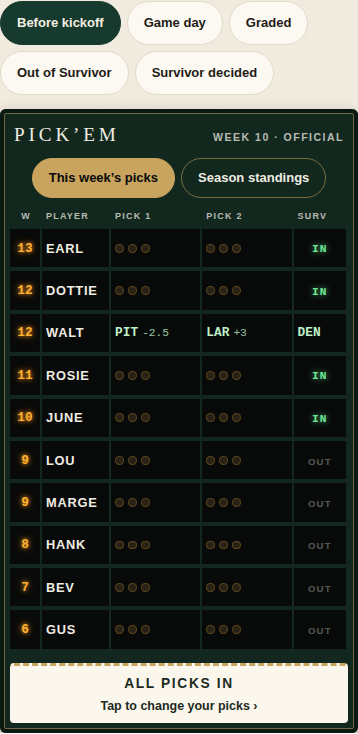 Before kickoff Game day Graded
Out of Survivor Survivor decided
PICK’EM WEEK 10 · OFFICIAL
This week’s picks Season standings
W PLAYER PICK 1 PICK 2 SURV
13 EARL IN
12 DOTTIE IN
12 WALT PIT -2.5 LAR +3 DEN
11 ROSIE IN
10 JUNE IN
9 LOU OUT
9 MARGE OUT
8 HANK OUT
7 BEV OUT
6 GUS OUT
ALL PICKS IN
Tap to change your picks ›